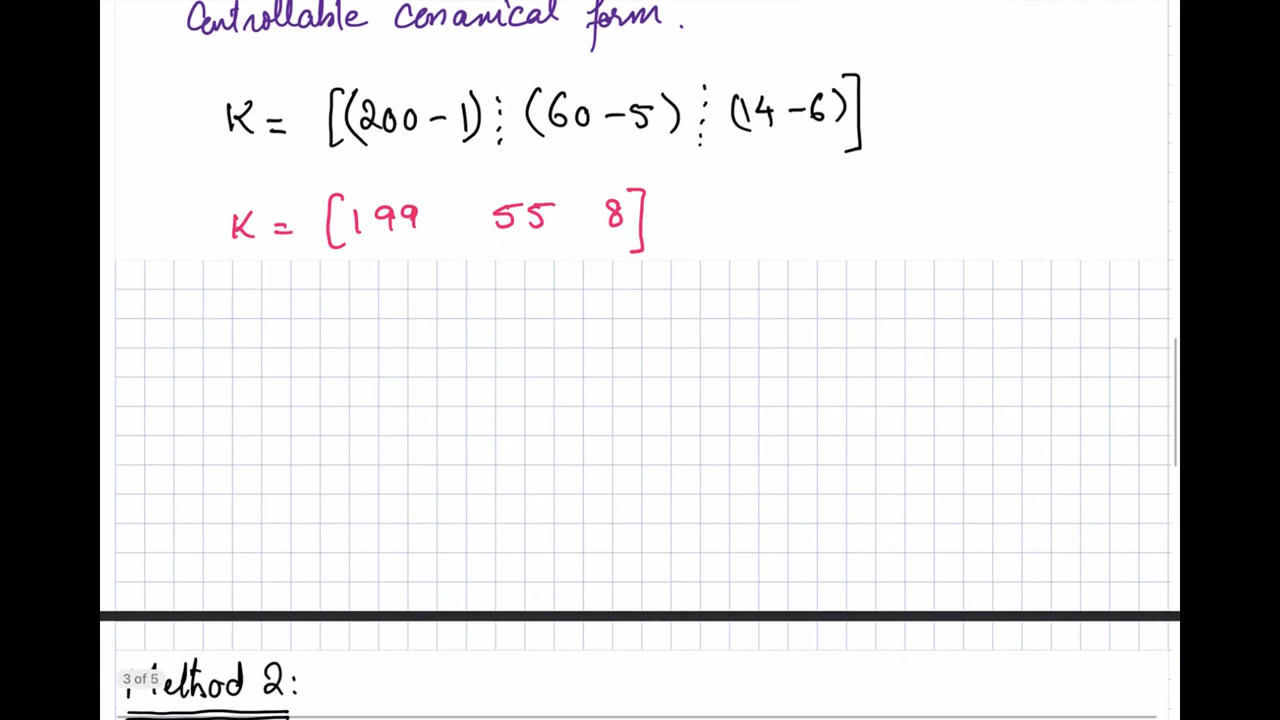 Controllable canonical form.
K = [(200-1)⋮(60-5)⋮(14-6)]
K = [199 55 8]
3 of 5
Method 2: